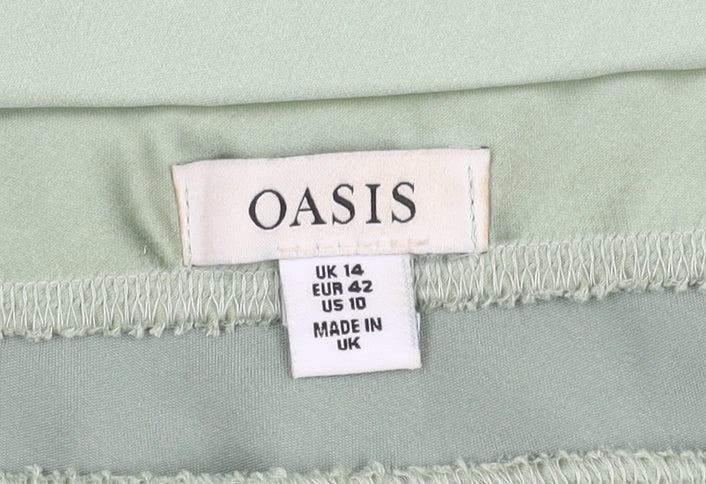 OASIS
UK 14
EUR 42
US 10
MADE IN
UK